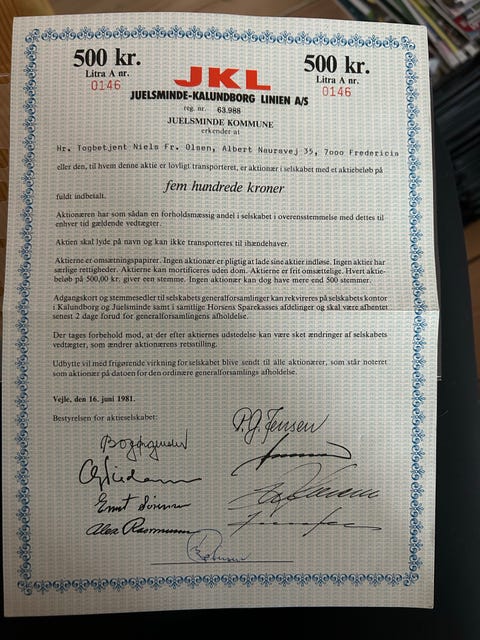 500 kr.
Litra A nr.
0146
500 kr.
Litra A nr.
0146
JKL
JUELSMINDE-KALUNDBORG LINIEN A/S
reg. nr. 63.988
JUELSMINDE KOMMUNE
erkender at
Hr. Togbetjent Niels Fr. Olsen, Albert Naursvej 35, 7000 Fredericia
eller den, til hvem denne aktie er lovligt transporteret, er aktionær i selskabet med et aktiebeløb på
fem hundrede kroner
fuldt indbetalt.
Aktionæren har som sådan en forholdsmæssig andel i selskabet i overensstemmelse med dettes til
enhver tid gældende vedtægter.
Aktien skal lyde på navn og kan ikke transporteres til ihændehaver.
Aktierne er omsætningspapirer. Ingen aktionær er pligtig at lade sine aktier indløse. Ingen aktier har
særlige rettigheder. Aktierne kan mortificeres uden dom. Aktierne er frit omsættelige. Hvert aktie-
beløb på 500,00 kr. giver een stemme. Ingen aktionær kan dog have mere end 500 stemmer.
Adgangskort og stemmeseddel til selskabets generalforsamlinger kan rekvireres på selskabets kontor
i Kalundborg og Juelsminde samt i samtlige Horsens Sparekasses afdelinger og skal være afhentet
senest 2 dage forud for generalforsamlingens afholdelse.
Der tages forbehold mod, at der efter aktiernes udstedelse kan være sket ændringer af selskabets
vedtægter, som ændrer aktionærens retsstilling.
Udbytte vil med frigørende virkning for selskabet blive sendt til alle aktionærer, som står noteret
som aktionær på datoen for den ordinære generalforsamlings afholdelse.
Vejle, den 16. juni 1981.
Bestyrelsen for aktieselskabet:
P.G. Jensen
Alex Rasmussen